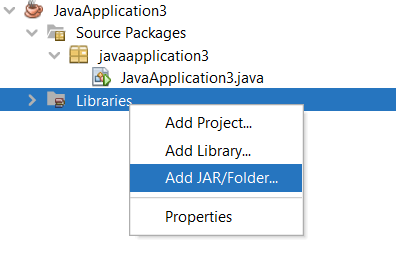 JavaApplication3
Source Packages
javaapplication3
JavaApplication3.java
Libraries
Add Project...
Add Library...
Add JAR/Folder...
Properties